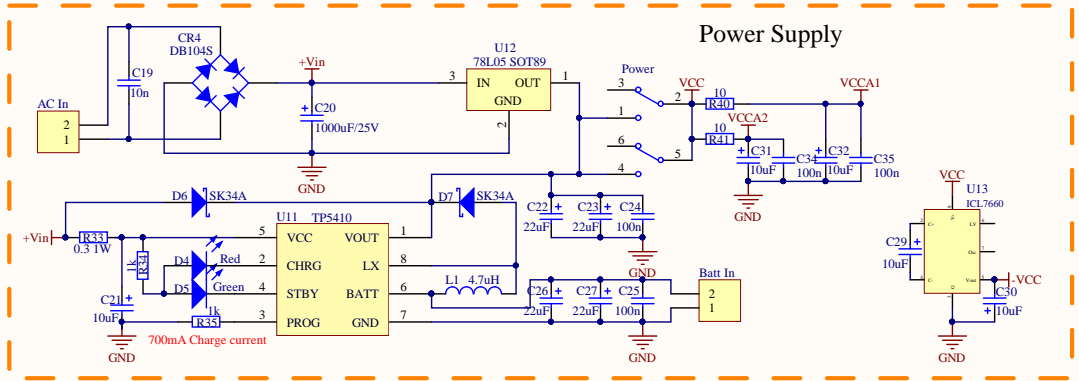 Power Supply
CR4
DB104S
C19
10n
AC In
2
1
+Vin
C20
1000uF/25V
GND
U12
78L05 SOT89
3
IN
OUT
1
GND
2
Power
3
2
1
6
5
4
VCC
10
R40
VCCA2
10
R41
VCCA1
C31
10uF
C34
100n
C32
10uF
C35
100n
GND
D6
SK34A
D7
SK34A
+Vin
R33
0.3 1W
1k
R34
D4
Red
D5
Green
C21
10uF
1k
R35
GND
700mA Charge current
U11
TP5410
5
VCC
VOUT
1
2
CHRG
LX
8
4
STBY
BATT
6
3
PROG
GND
7
L1
4.7uH
C22
22uF
C23
22uF
C24
100n
GND
C26
22uF
C27
22uF
C25
100n
GND
Batt In
2
1
VCC
U13
ICL7660
C+
LV
Osc
C-
Vout
C29
10uF
-VCC
C30
10uF
GND